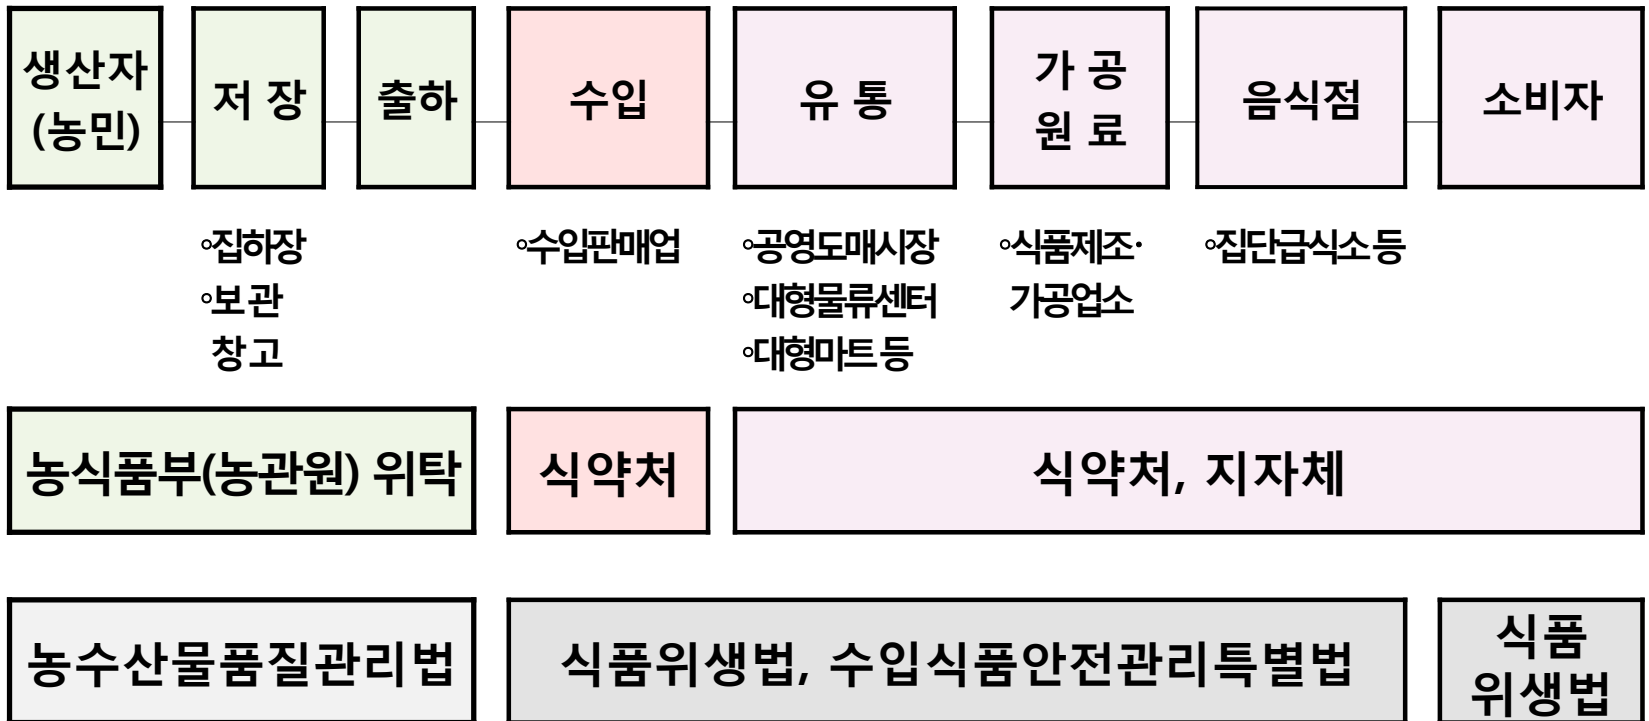 생산자
(농민)
저 장
출하
수입
유 통
가 공
원 료
음식점
소비자
◦집하장
◦보 관
창 고
◦수입판매업
◦공영도매시장
◦대형물류센터
◦대형마트 등
◦식품제조·
가공업소
◦집단급식소 등
농식품부(농관원) 위탁
식약처
식약처, 지자체
농수산물품질관리법
식품위생법, 수입식품안전관리특별법
식품
위생법